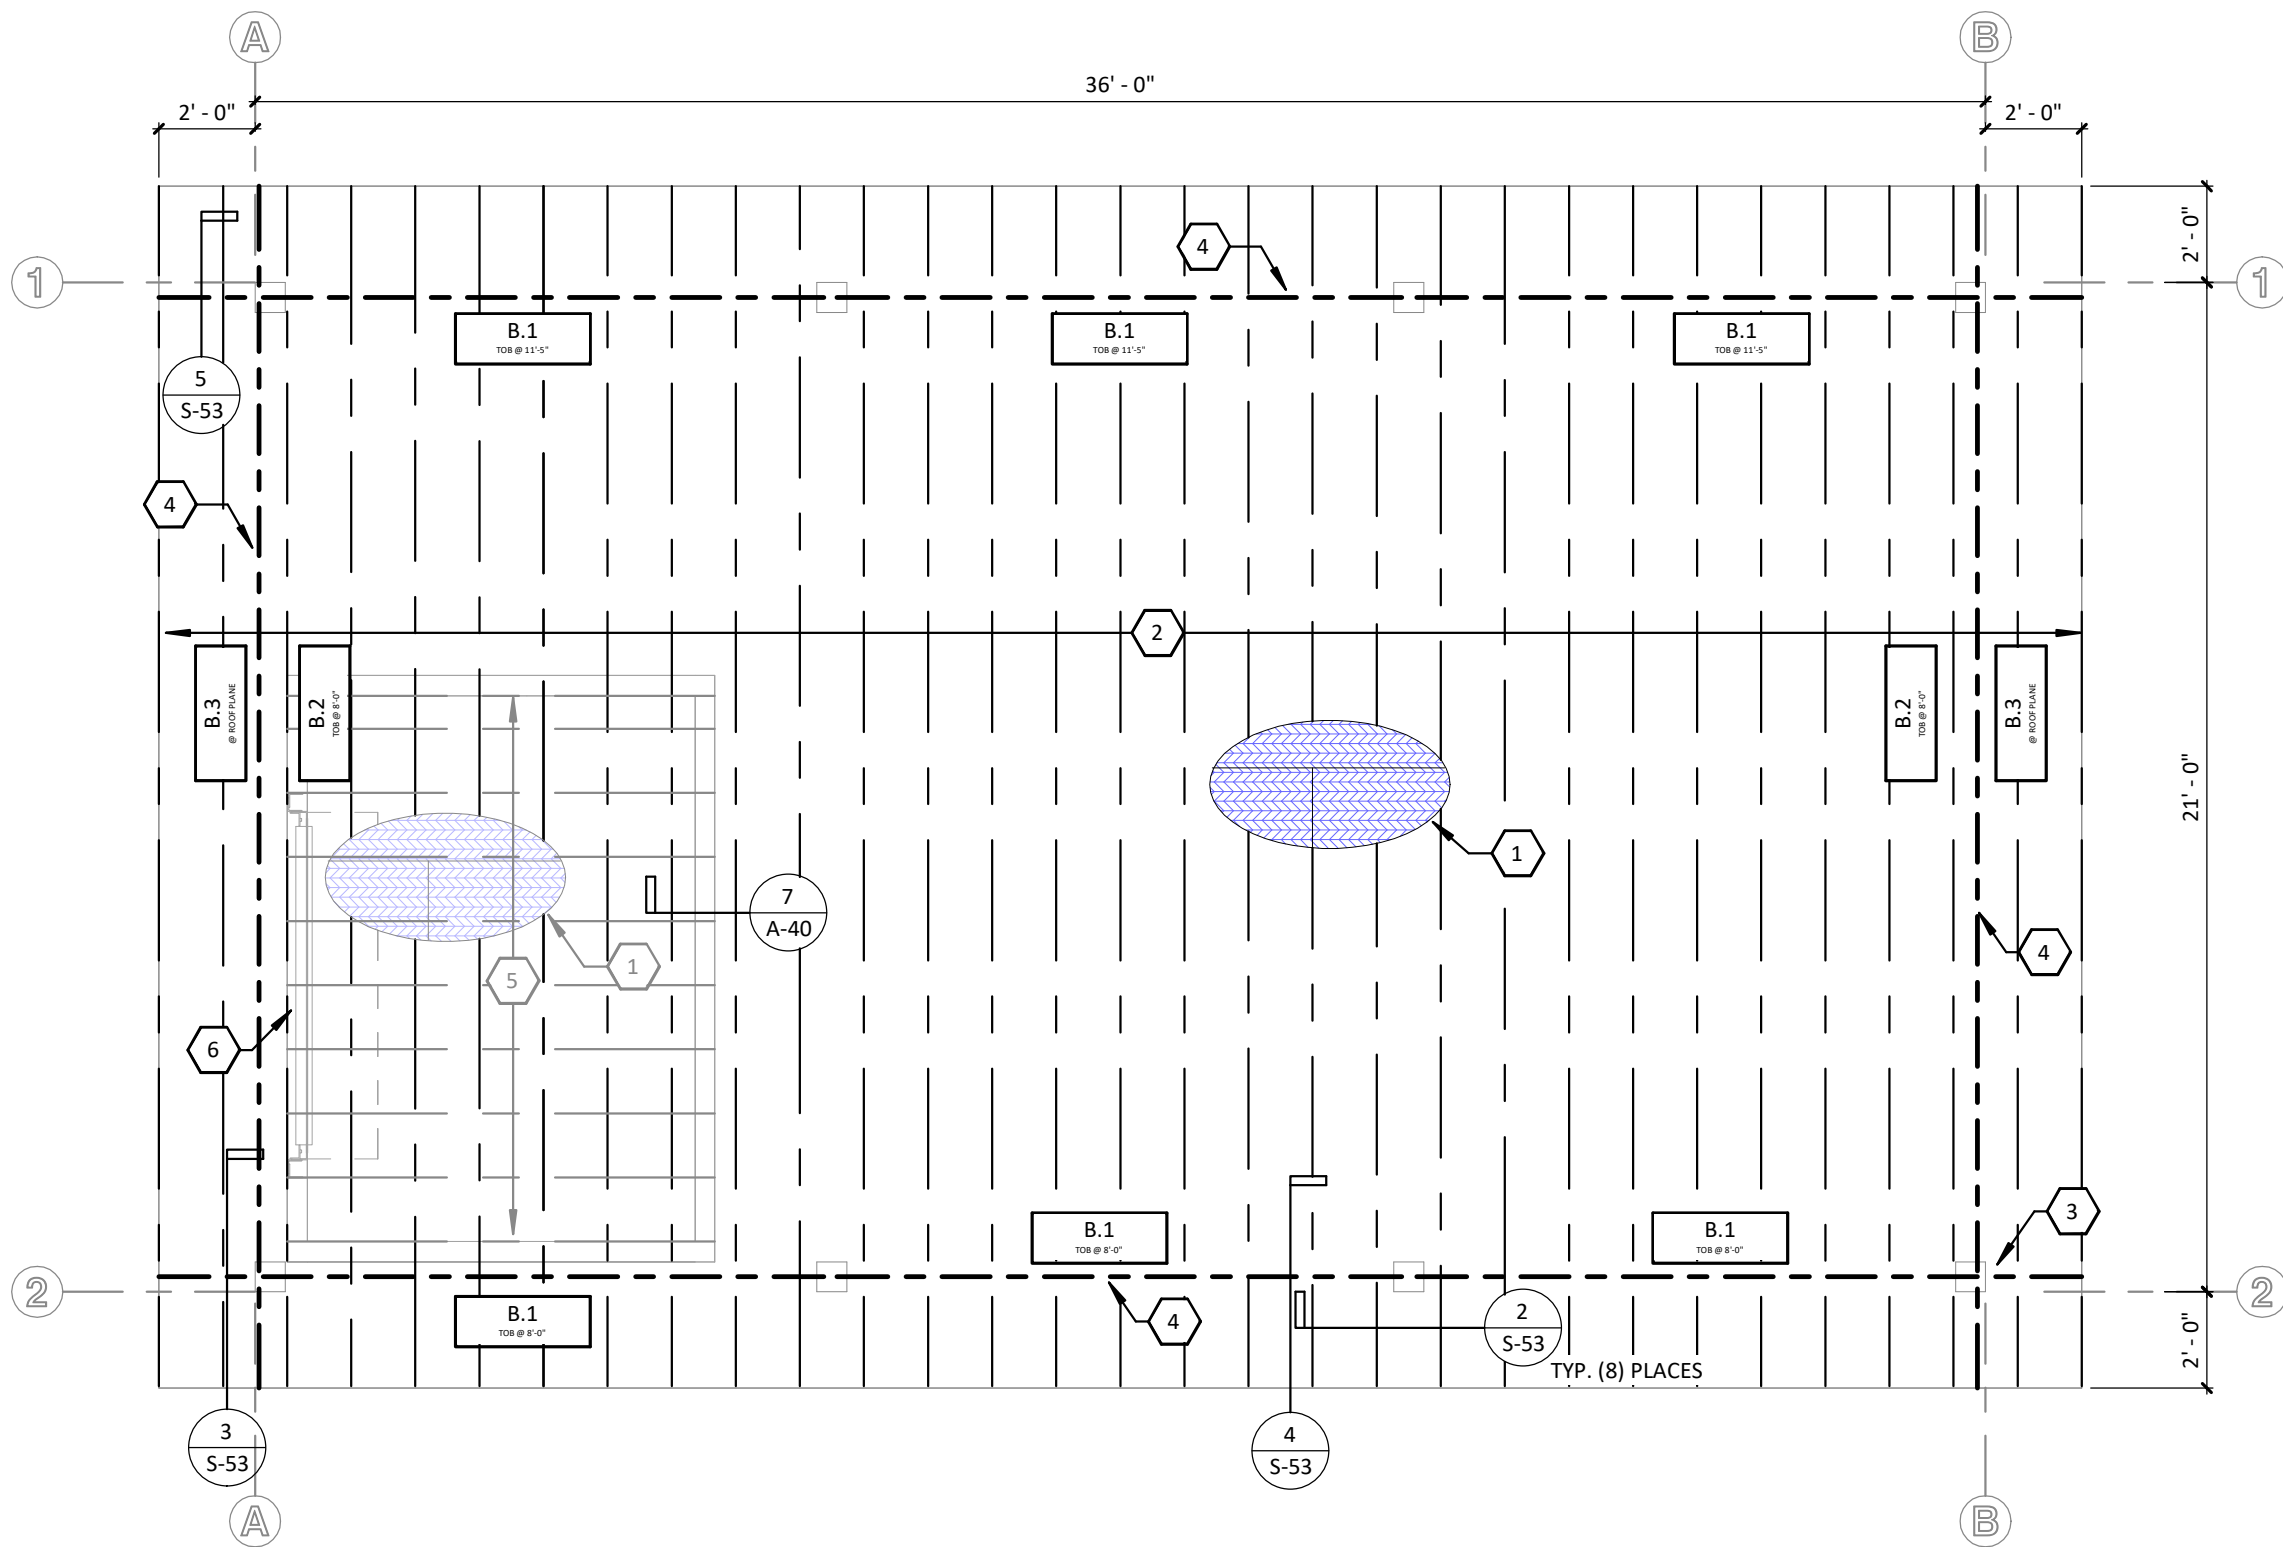 A
B
36' - 0"
2' - 0"
2' - 0"
2' - 0"
4
1
1
B.1
TOB @ 11'-5"
B.1
TOB @ 11'-5"
B.1
TOB @ 11'-5"
5
S-53
4
2
B.3
@ ROOF PLANE
B.2
TOB @ 8'-0"
B.2
TOB @ 8'-0"
B.3
@ ROOF PLANE
21' - 0"
1
7
A-40
5
1
4
6
3
B.1
TOB @ 8'-0"
B.1
TOB @ 8'-0"
2
2
B.1
TOB @ 8'-0"
4
2
S-53
TYP. (8) PLACES
2' - 0"
3
S-53
4
S-53
A
B